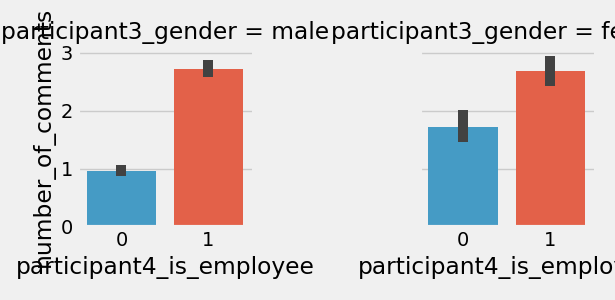 participant3_gender = male
participant3_gender = fe
number_of_comments
3
2
1
0
0 1
0 1
participant4_is_employee
participant4_is_employ